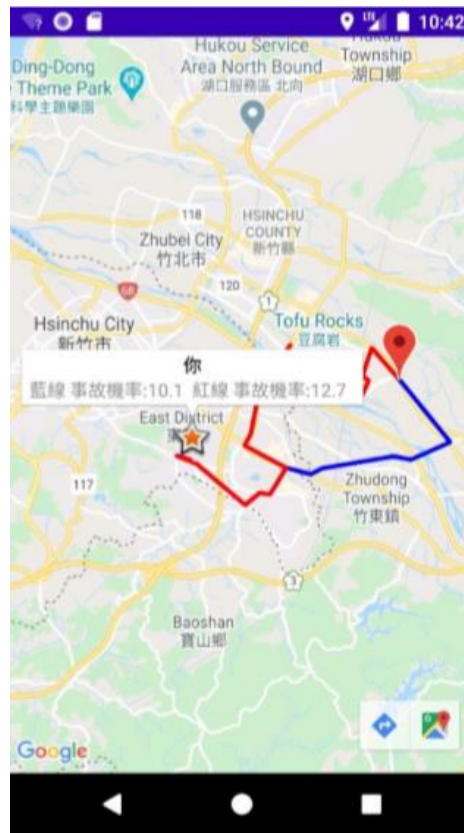 10:42
Hukou Service
Area North Bound
湖口服務區 北向
Township
湖口鄉
Ding-Dong
Theme Park
科學主題樂園
118
HSINCHU
COUNTY
新竹縣
Zhubei City
竹北市
120
68
1
Hsinchu City
新竹市
Tofu Rocks
豆腐岩
你
藍線 事故機率:10.1 紅線 事故機率:12.7
East District
117
Zhudong
Township
竹東鎮
3
Baoshan
寶山鄉
Google